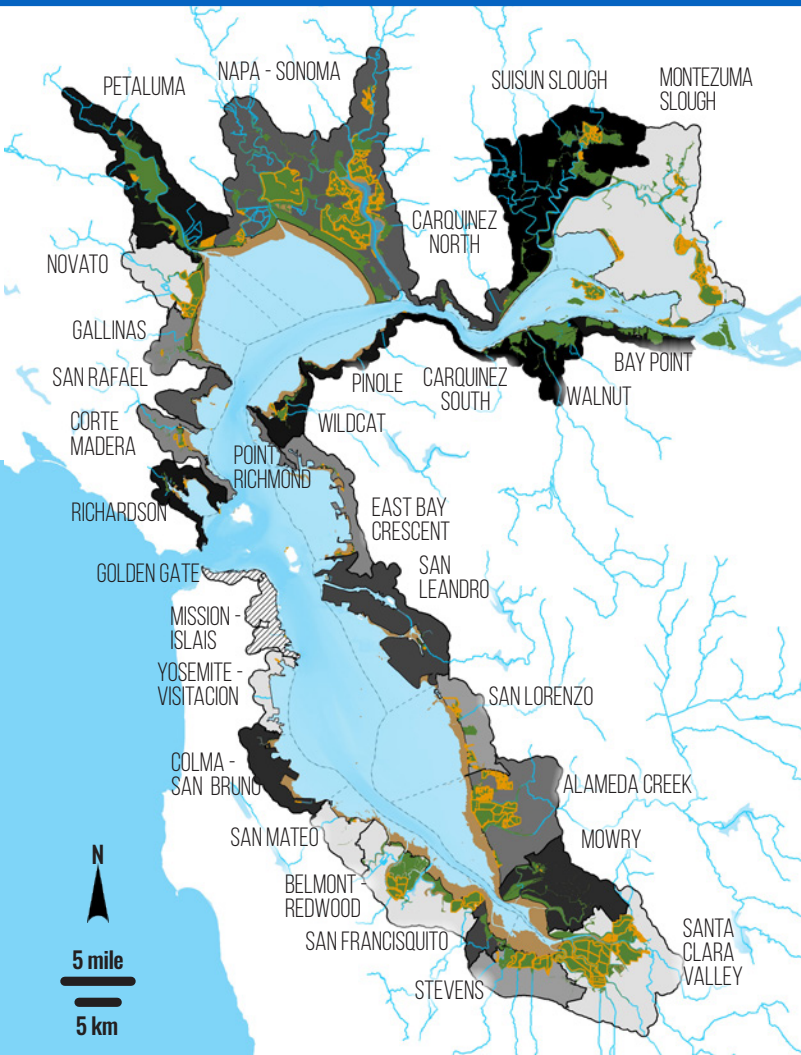 PETALUMA
NAPA - SONOMA
SUISUN SLOUGH
MONTEZUMA
SLOUGH
CARQUINEZ
NORTH
NOVATO
GALLINAS
SAN RAFAEL
CORTE
MADERA
RICHARDSON
PINOLE
CARQUINEZ
SOUTH
BAY POINT
WALNUT
WILDCAT
POINT
RICHMOND
EAST BAY
CRESCENT
SAN
LEANDRO
GOLDEN GATE
MISSION -
ISLAIS
YOSEMITE -
VISITACION
SAN LORENZO
COLMA -
SAN BRUNO
ALAMEDA CREEK
SAN MATEO
MOWRY
BELMONT -
REDWOOD
SAN FRANCISQUITO
SANTA
CLARA
VALLEY
STEVENS
N
5 mile
5 km